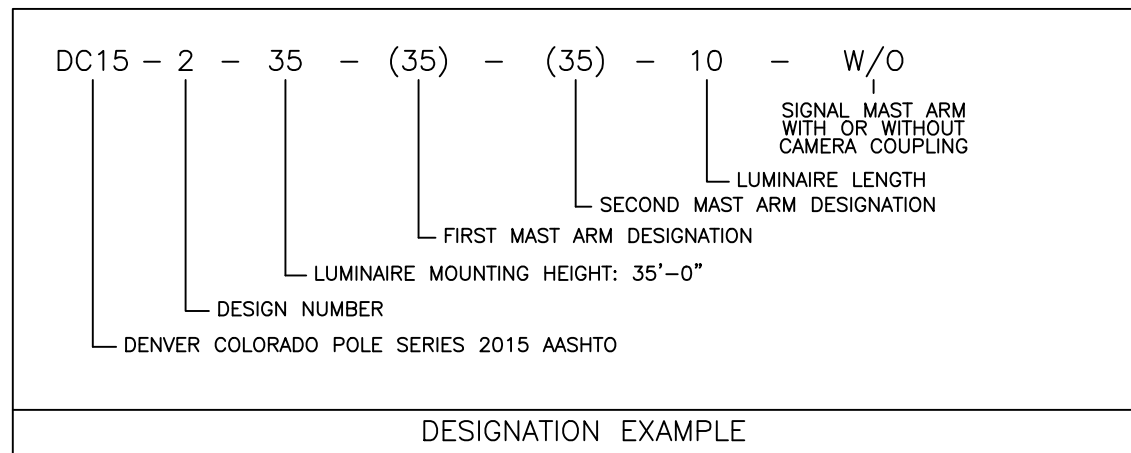 DC15 - 2 - 35 - (35) - (35) - 10 - W/O
SIGNAL MAST ARM
WITH OR WITHOUT
CAMERA COUPLING
LUMINAIRE LENGTH
SECOND MAST ARM DESIGNATION
FIRST MAST ARM DESIGNATION
LUMINAIRE MOUNTING HEIGHT: 35'-0"
DESIGN NUMBER
DENVER COLORADO POLE SERIES 2015 AASHTO
DESIGNATION EXAMPLE